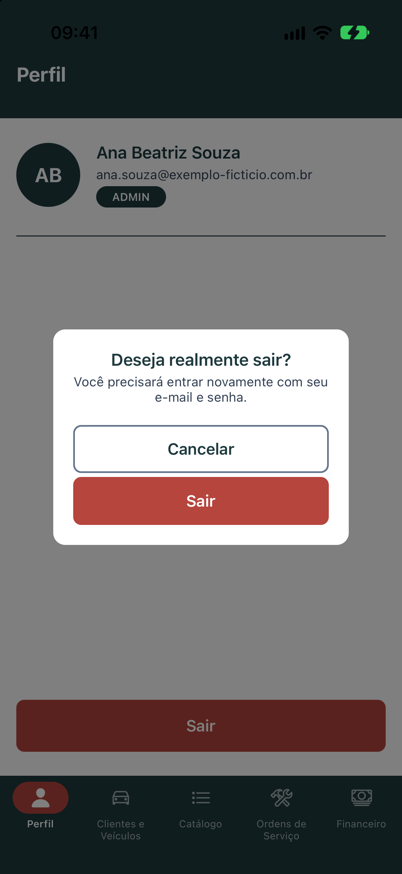 09:41
Perfil
AB
Ana Beatriz Souza
ana.souza@exemplo-ficticio.com.br
ADMIN
Deseja realmente sair?
Você precisará entrar novamente com seu
e-mail e senha.
Cancelar
Sair
Sair
Perfil
Clientes e
Veículos
Catálogo
Ordens de
Serviço
Financeiro